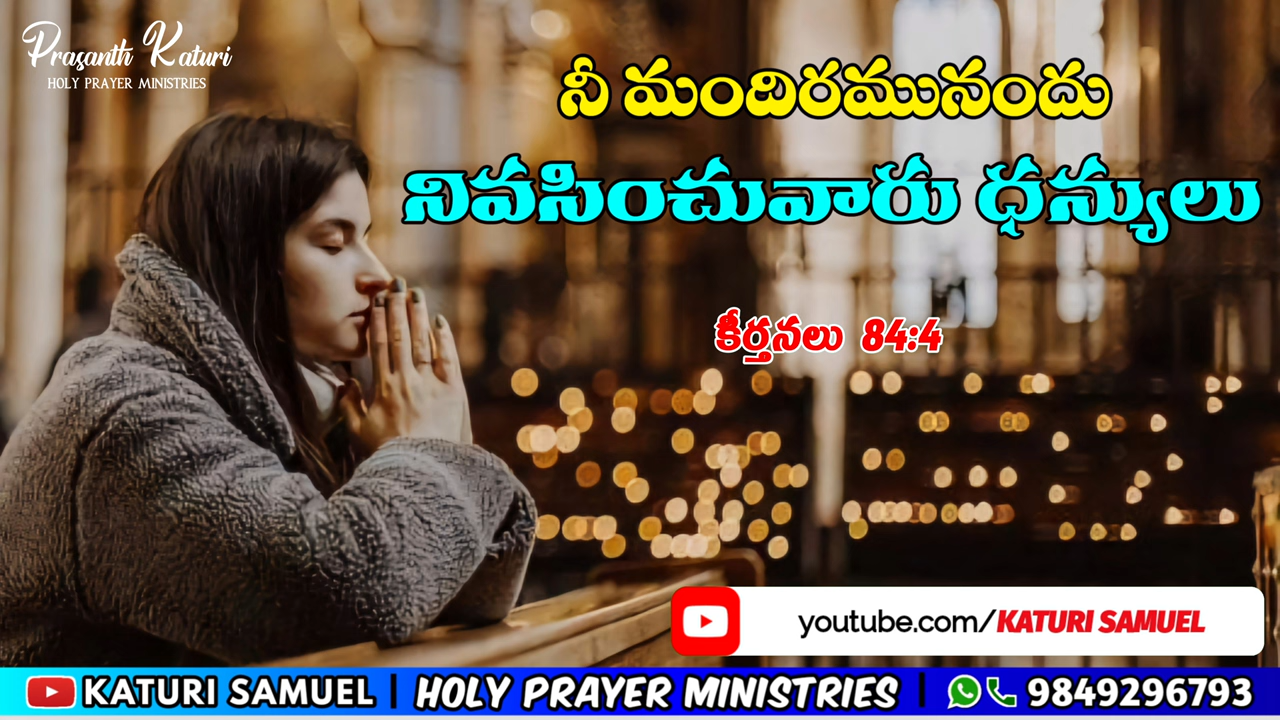 Prasanth Katuri
HOLY PRAYER MINISTRIES
నీ మందిరమునందు
నివసించువారు ధన్యులు
కీర్తనలు 84:4
youtube.com/KATURI SAMUEL
KATURI SAMUEL | HOLY PRAYER MINISTRIES | 9849296793